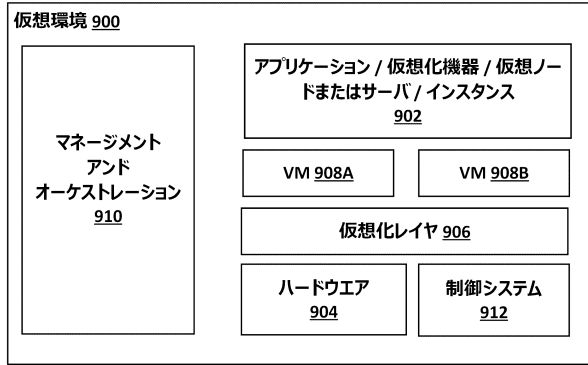 仮想環境 900
マネージメント
アンド
オーケストレーション
910
アプリケーション / 仮想化機器 / 仮想ノー
ドまたはサーバ / インスタンス
902
VM 908A
VM 908B
仮想化レイヤ 906
ハードウエア
904
制御システム
912